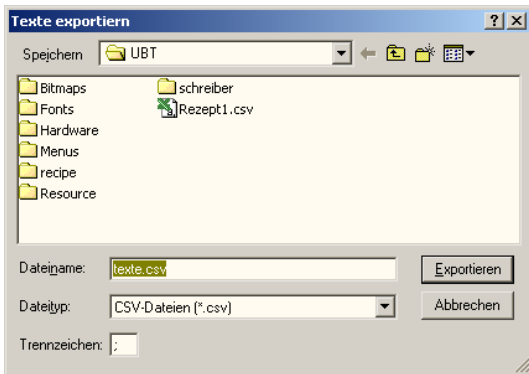 Texte exportieren
Speichern UBT
Bitmaps schreiber
Fonts Rezept1.csv
Hardware
Menus
recipe
Resource
Dateiname: texte.csv Exportieren
Dateityp: CSV-Dateien (*.csv) Abbrechen
Trennzeichen: ;